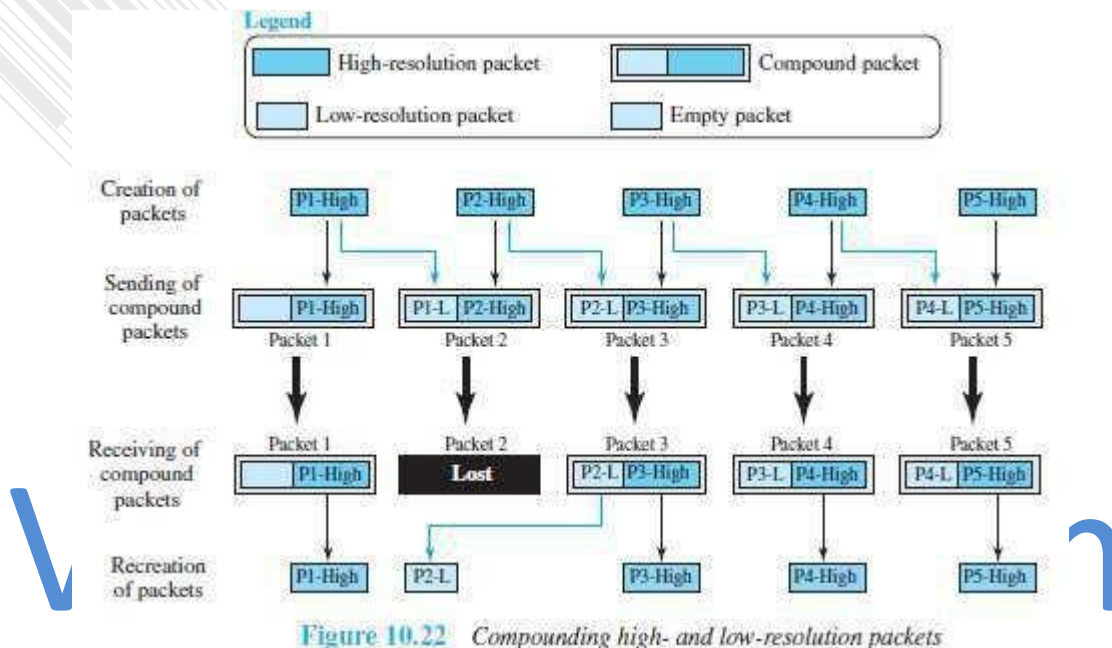 Legend
High-resolution packet
Compound packet
Low-resolution packet
Empty packet
Creation of
packets
P1-High
P2-High
P3-High
P4-High
P5-High
Sending of
compound
packets
P1-High
P1-L P2-High
P2-L P3-High
P3-L P4-High
P4-L P5-High
Packet 1
Packet 2
Packet 3
Packet 4
Packet 5
Receiving of
compound
packets
Packet 1
Packet 2
Packet 3
Packet 4
Packet 5
P1-High
Lost
P2-L P3-High
P3-L P4-High
P4-L P5-High
Recreation
of packets
P1-High
P2-L
P3-High
P4-High
P5-High
Figure 10.22 Compounding high- and low-resolution packets